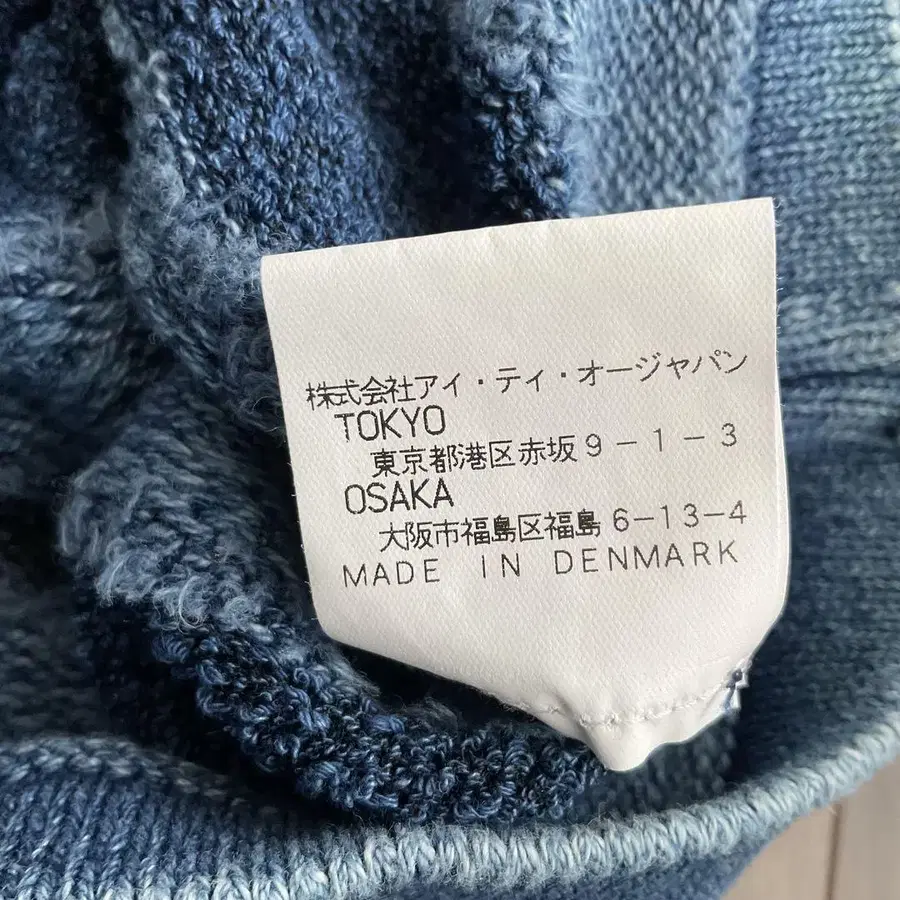 株式会社アイ・ティ・オージャパン
TOKYO
東京都港区赤坂9-1-3
OSAKA
大阪市福島区福島6-13-4
MADE IN DENMARK